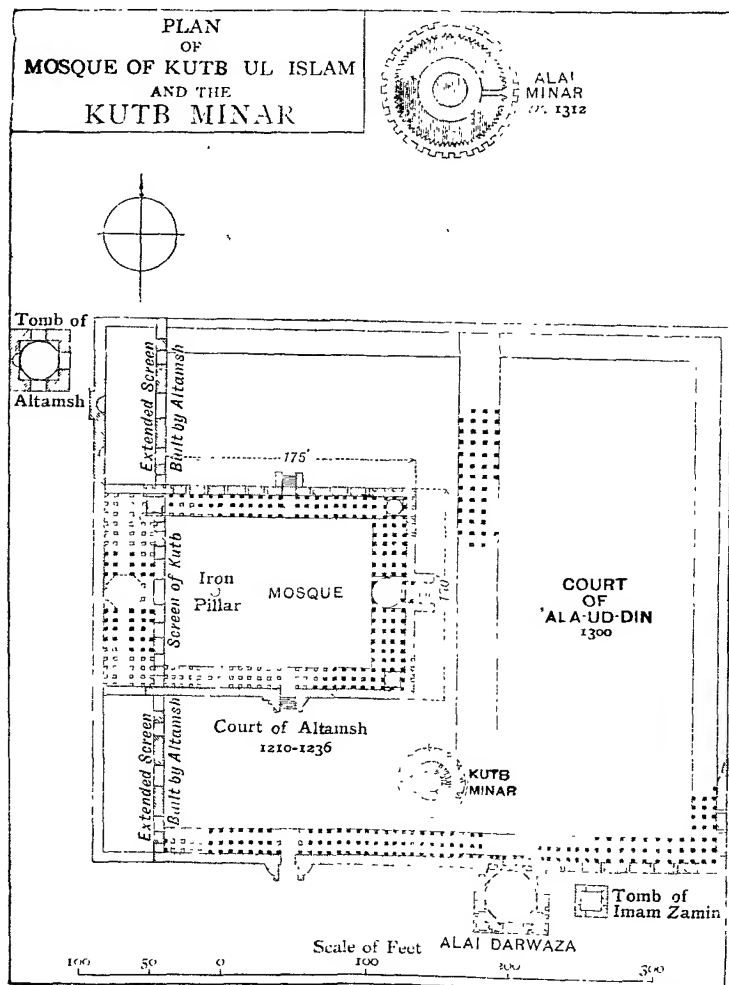 PLAN
OF
MOSQUE OF KUTB UL ISLAM
AND THE
KUTB MINAR
ALAI
MINAR
1312
Tomb of
Altamsh
Extended Screen
Built by Altamsh
175'
Screen of Kutb
Iron
Pillar
MOSQUE
170'
COURT
OF
'ALA-UD-DIN
1300
Extended Screen
Built by Altamsh
Court of Altamsh
1210-1236
KUTB
MINAR
Tomb of
Imam Zamin
Scale of Feet
ALAI DARWAZA
100 50 0 100 200 300